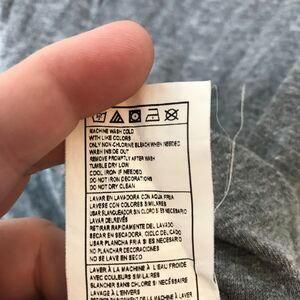 MACHINE WASH COLD
WITH LIKE COLORS
ONLY NON-CHLORINE BLEACH WHEN NEEDED
WASH INSIDE OUT
REMOVE PROMPTLY AFTER WASH
TUMBLE DRY LOW
COOL IRON IF NEEDED
DO NOT IRON DECORATIONS
DO NOT DRY CLEAN
LAVAR EN LAVADORA CON AGUA FRIA
LAVESE CON COLORES SIMILARES
USAR BLANQUEADOR SIN CLORO SI ES NECESARIO
LAVAR DEL REVÉS
RETIRAR RAPIDAMENTE DEL LAVADO
SECAR EN SECADORA, CICLO DEL CADO
USAR PLANCHA FRIA SI ES NECESARIO
NO PLANCHAR DECORACIONES
NO SE LAVE EN SECO
LAVER À LA MACHINE À L'EAU FROIDE
AVEC COULEURS SIMILAIRES
BLANCHIR SANS CHLORE SI NÉCESSAIRE
LAVAGE À L'ENVERS